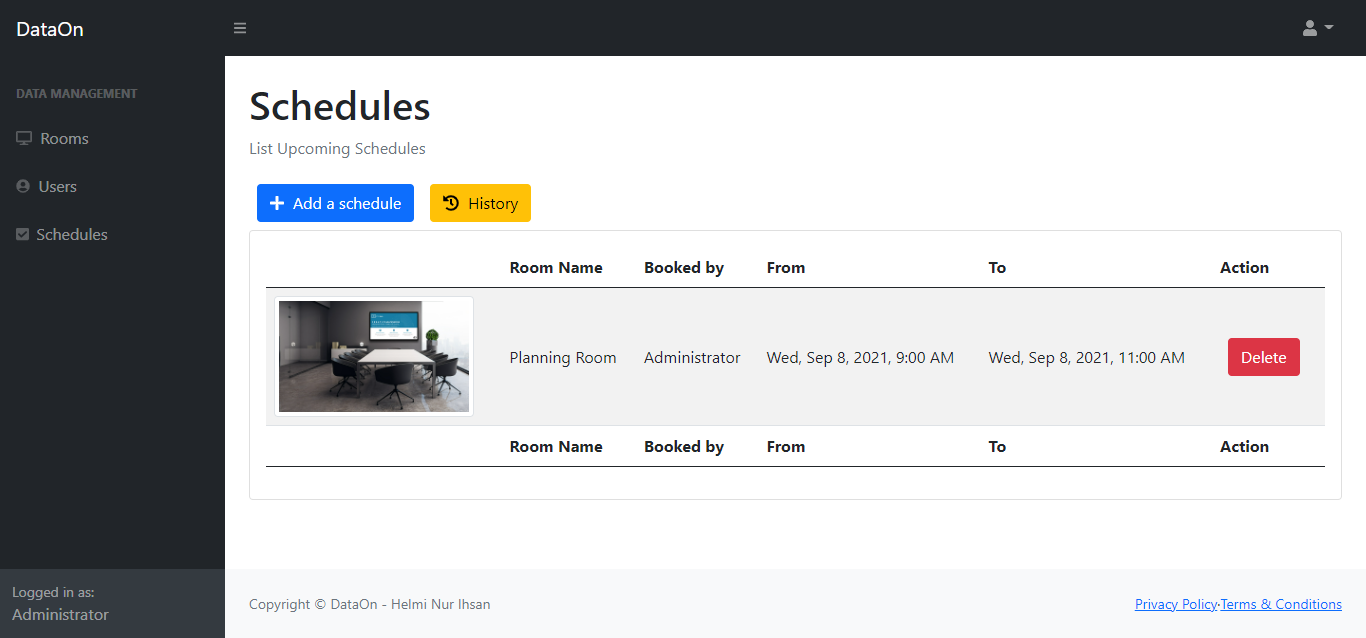 DataOn
DATA MANAGEMENT
Rooms
Users
Schedules
Logged in as:
Administrator
Schedules
List Upcoming Schedules
Add a schedule
History
Room Name Booked by From To Action
Planning Room Administrator Wed, Sep 8, 2021, 9:00 AM Wed, Sep 8, 2021, 11:00 AM Delete
Room Name Booked by From To Action
Copyright © DataOn - Helmi Nur Ihsan Privacy Policy·Terms & Conditions